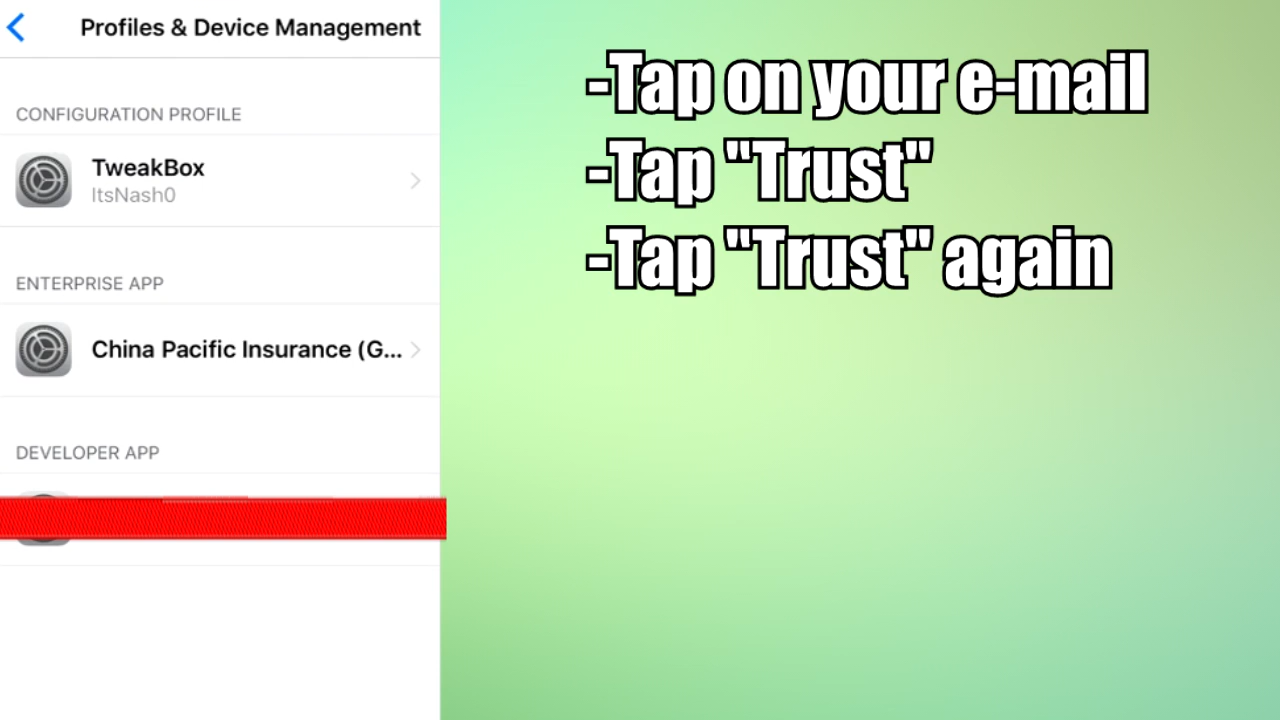 Profiles & Device Management
CONFIGURATION PROFILE
TweakBox
ItsNash0
ENTERPRISE APP
China Pacific Insurance (G...
DEVELOPER APP
-Tap on your e-mail
-Tap "Trust"
-Tap "Trust" again